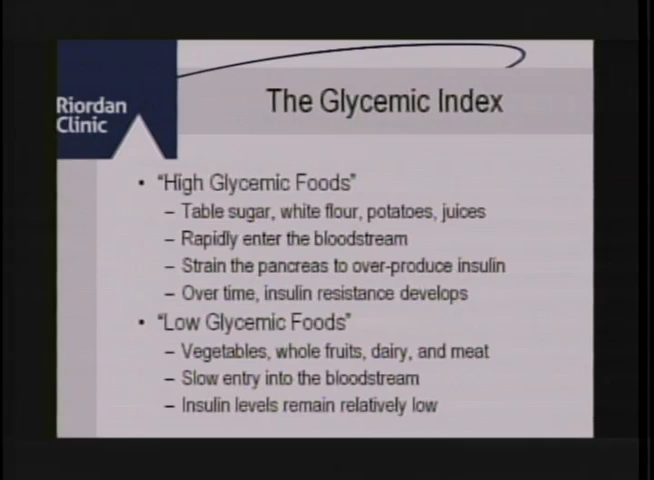 Riordan
Clinic
The Glycemic Index
• “High Glycemic Foods”
– Table sugar, white flour, potatoes, juices
– Rapidly enter the bloodstream
– Strain the pancreas to over-produce insulin
– Over time, insulin resistance develops
• “Low Glycemic Foods”
– Vegetables, whole fruits, dairy, and meat
– Slow entry into the bloodstream
– Insulin levels remain relatively low